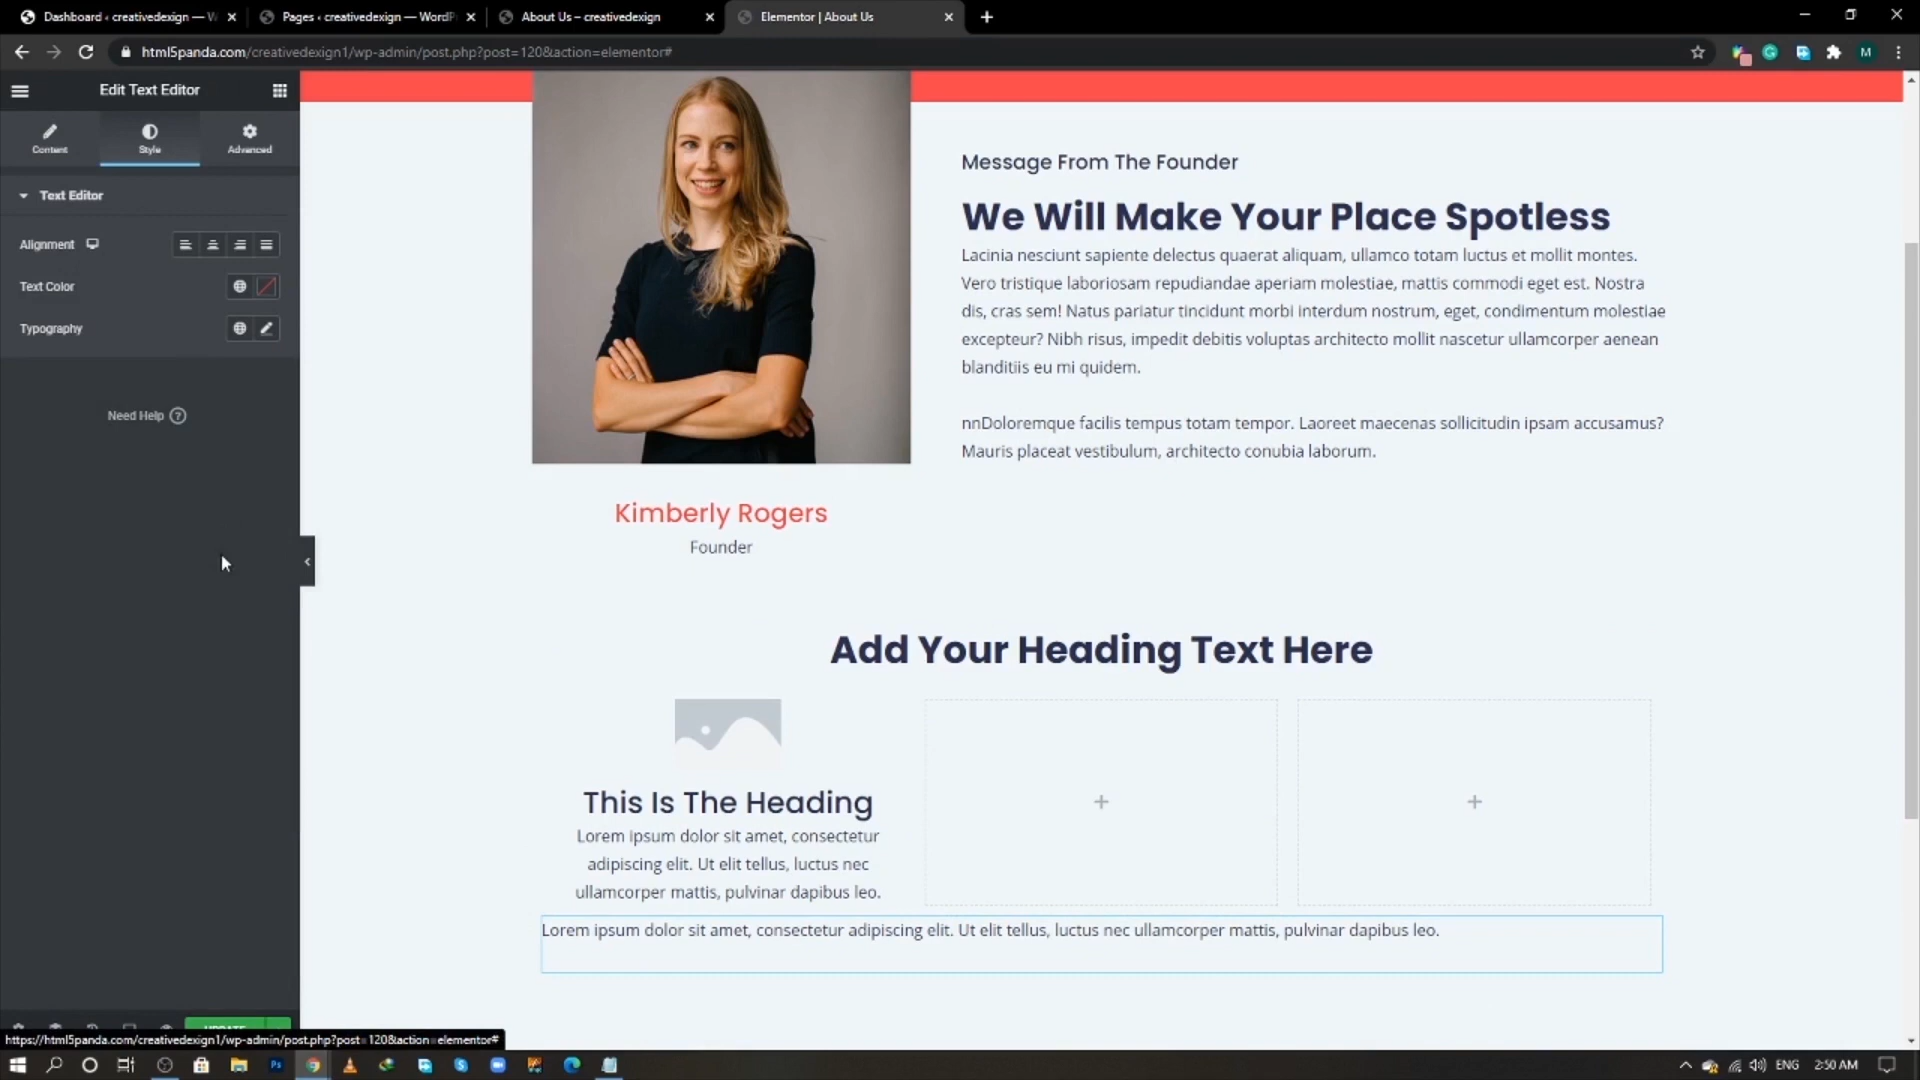 Dashboard ‹ creativedexign — W
Pages ‹ creativedexign — WordP
About Us – creativedexign
Elementor | About Us
html5panda.com/creativedexign1/wp-admin/post.php?post=120&action=elementor#
M
Edit Text Editor
Content
Style
Advanced
Text Editor
Alignment
Text Color
Typography
Need Help ?
Message From The Founder
We Will Make Your Place Spotless
Lacinia nesciunt sapiente delectus quaerat aliquam, ullamco totam luctus et mollit montes.
Vero tristique laboriosam repudiandae aperiam molestiae, mattis commodi eget est. Nostra
dis, cras sem! Natus pariatur tincidunt morbi interdum nostrum, eget, condimentum molestiae
excepteur? Nibh risus, impedit debitis voluptas architecto mollit nascetur ullamcorper aenean
blanditiis eu mi quidem.
nnDoloremque facilis tempus totam tempor. Laoreet maecenas sollicitudin ipsam accusamus?
Mauris placeat vestibulum, architecto conubia laborum.
Kimberly Rogers
Founder
Add Your Heading Text Here
This Is The Heading
Lorem ipsum dolor sit amet, consectetur
adipiscing elit. Ut elit tellus, luctus nec
ullamcorper mattis, pulvinar dapibus leo.
Lorem ipsum dolor sit amet, consectetur adipiscing elit. Ut elit tellus, luctus nec ullamcorper mattis, pulvinar dapibus leo.
UPDATE
https://html5panda.com/creativedexign1/wp-admin/post.php?post=120&action=elementor#
Ps
ENG
2:50 AM